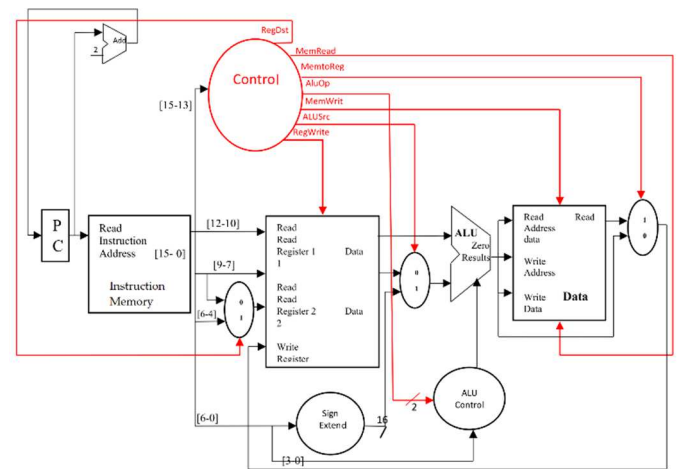 RegDst
Add
2
MemRead
Control
MemtoReg
AluOp
[15-13]
MemWrit
ALUSrc
RegWrite
P
C
Read
Instruction
Address
[15- 0]
Instruction
Memory
[12-10]
[9-7]
[6-4]
0
1
Read
Read
Register 1
1
Data
Read
Read
Register 2
2
Data
Write
Register
0
1
ALU
Zero
Results
Read
Address
data
Read
Write
Address
Write
Data
Data
1
0
[6-0]
Sign
Extend
16
2
ALU
Control
[3-0]